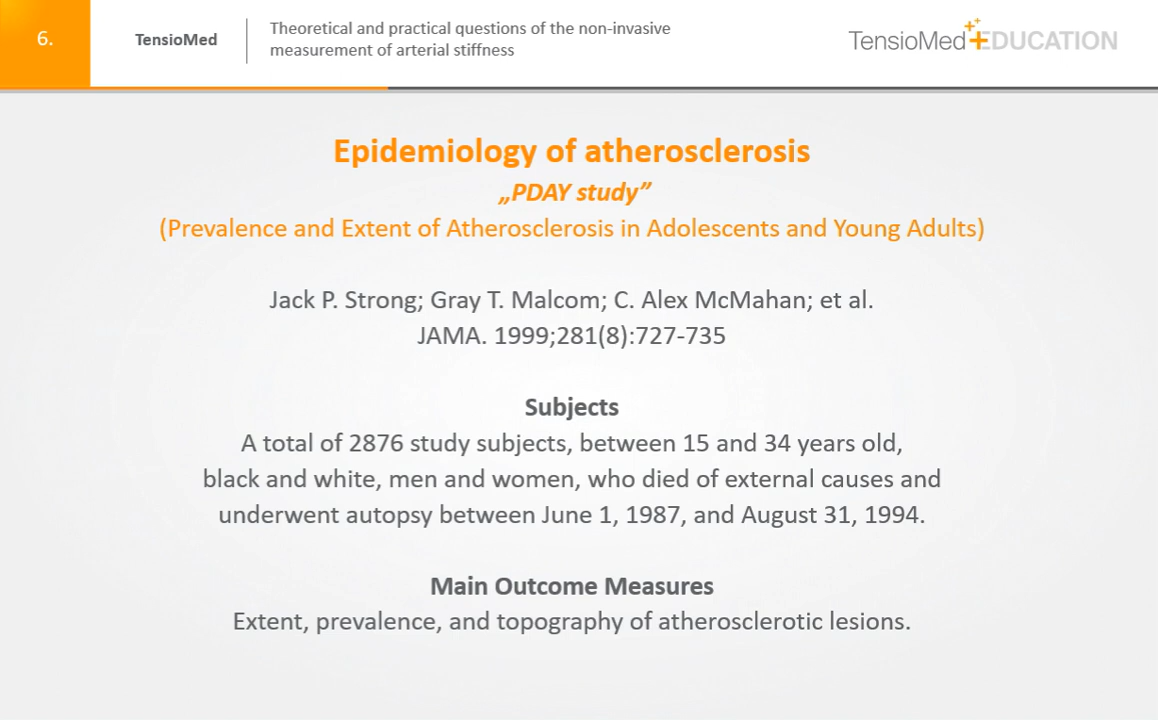 6.
TensioMed
Theoretical and practical questions of the non-invasive
measurement of arterial stiffness
TensioMed EDUCATION
Epidemiology of atherosclerosis
„PDAY study”
(Prevalence and Extent of Atherosclerosis in Adolescents and Young Adults)
Jack P. Strong; Gray T. Malcom; C. Alex McMahan; et al.
JAMA. 1999;281(8):727-735
Subjects
A total of 2876 study subjects, between 15 and 34 years old,
black and white, men and women, who died of external causes and
underwent autopsy between June 1, 1987, and August 31, 1994.
Main Outcome Measures
Extent, prevalence, and topography of atherosclerotic lesions.